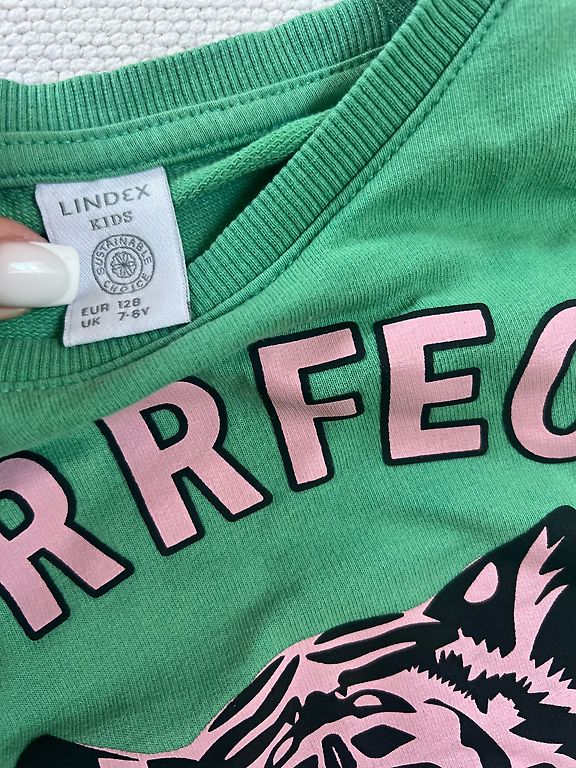 LINDEX
KIDS
SUSTAINABLE
CHOICE
EUR 128
UK 7-8Y
RRFEC